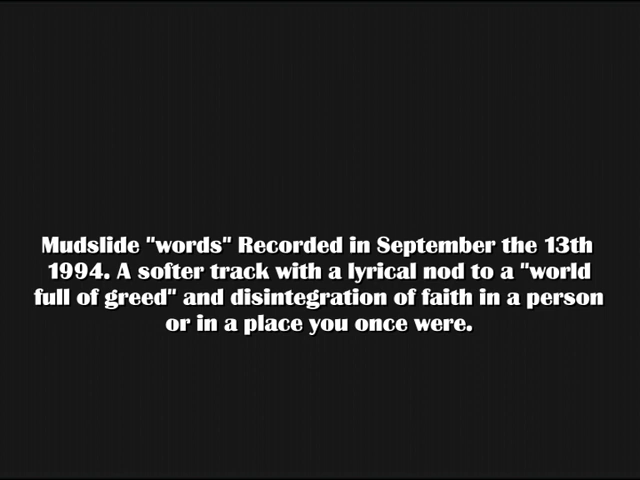 Mudslide "words" Recorded in September the 13th
1994. A softer track with a lyrical nod to a "world
full of greed" and disintegration of faith in a person
or in a place you once were.